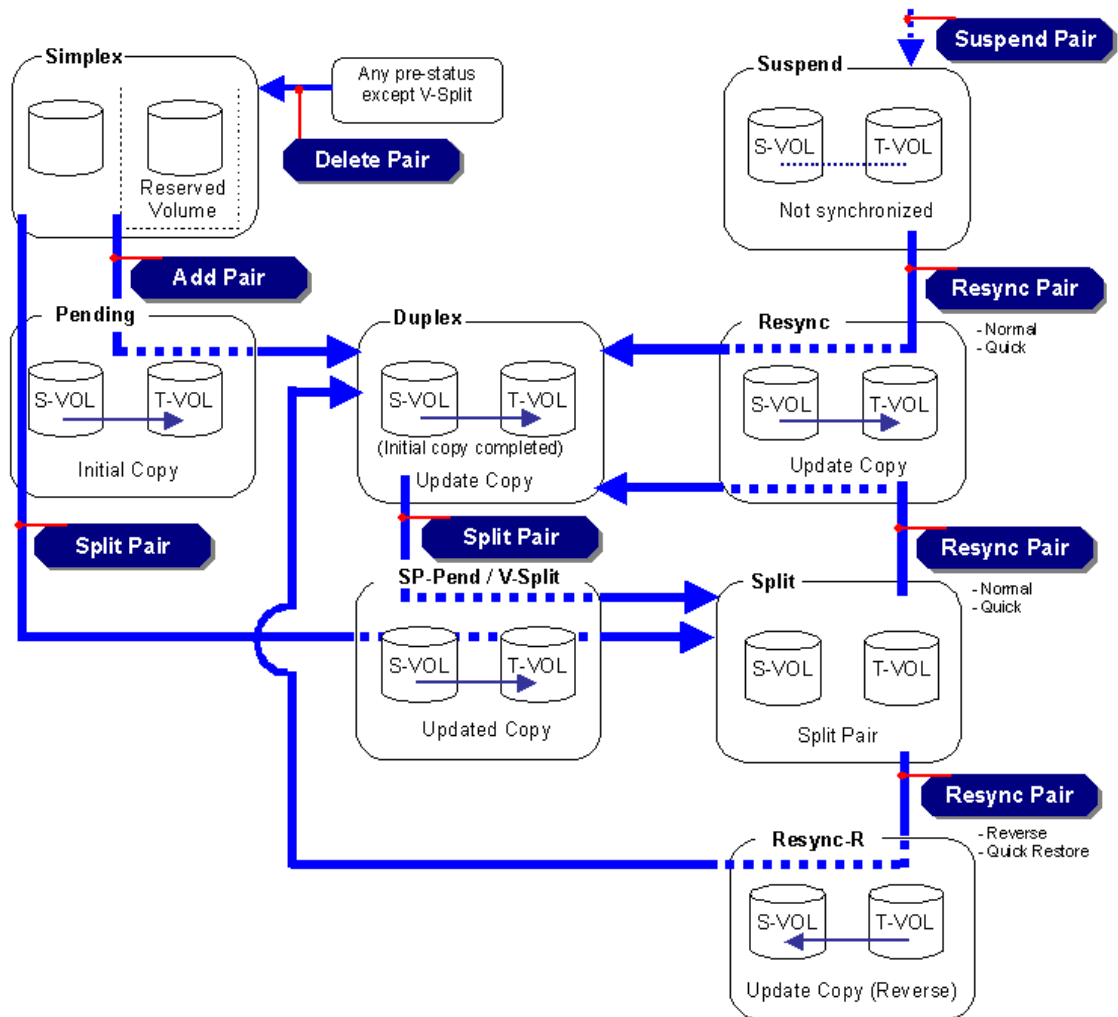 Simplex
Any pre-status
except V-Split
Delete Pair
Reserved
Volume
Suspend Pair
Suspend
S-VOL
T-VOL
Not synchronized
Add Pair
Resync Pair
- Normal
- Quick
Pending
S-VOL
T-VOL
Initial Copy
Duplex
S-VOL
T-VOL
(Initial copy completed)
Update Copy
Resync
S-VOL
T-VOL
Update Copy
Split Pair
Split Pair
Resync Pair
- Normal
- Quick
SP-Pend / V-Split
S-VOL
T-VOL
Updated Copy
Split
S-VOL
T-VOL
Split Pair
Resync Pair
- Reverse
- Quick Restore
Resync-R
S-VOL
T-VOL
Update Copy (Reverse)